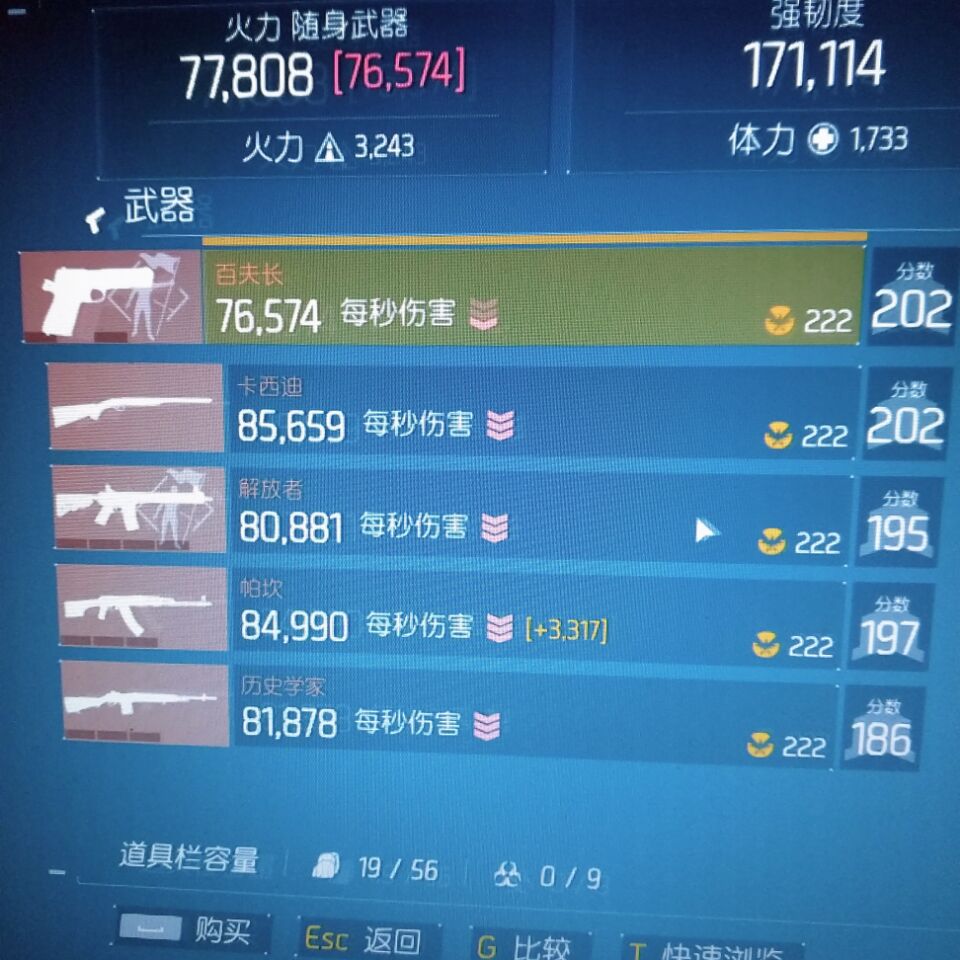 火力 随身武器
77,808 [76,574]
火力 3,243
强韧度
171,114
体力 1,733
武器
百夫长
76,574 每秒伤害
222
分数
202
卡西迪
85,659 每秒伤害
222
分数
202
解放者
80,881 每秒伤害
222
分数
195
帕坎
84,990 每秒伤害 [+3,317]
222
分数
197
历史学家
81,878 每秒伤害
222
分数
186
道具栏容量 19 / 56 0 / 9
购买 Esc 返回 G 比较 T 快速浏览